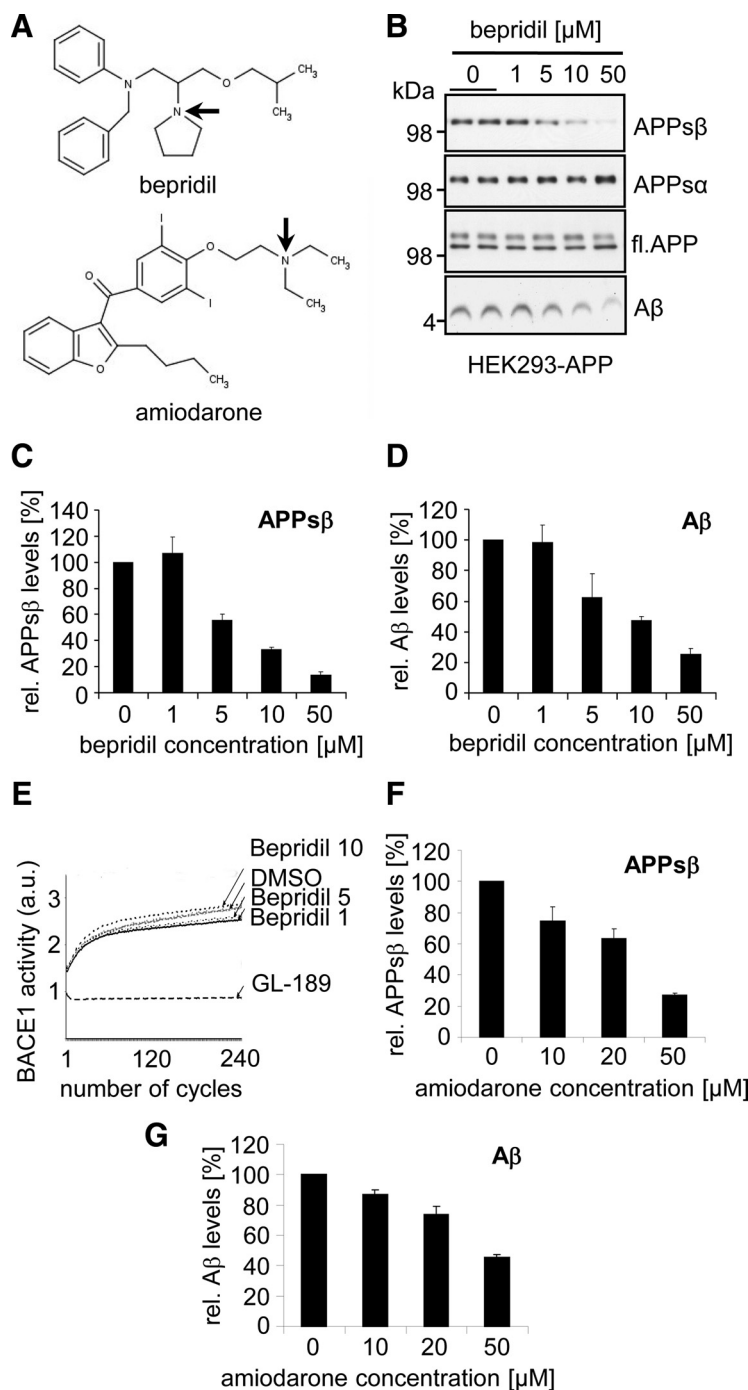 A
N
O
CH3
CH3
N
bepridil
I
O
N
CH3
O
I
CH3
O
CH3
amiodarone
B
bepridil [µM]
0 1 5 10 50
kDa
98 APPsβ
98 APPsα
98 fl.APP
4 Aβ
HEK293-APP
C
APPsβ
rel. APPsβ levels [%]
140
120
100
80
60
40
20
0
0 1 5 10 50
bepridil concentration [µM]
D
Aβ
rel. Aβ levels [%]
120
100
80
60
40
20
0
0 1 5 10 50
bepridil concentration [µM]
E
BACE1 activity (a.u.)
3
2
1
Bepridil 10
DMSO
Bepridil 5
Bepridil 1
GL-189
1 120 240
number of cycles
F
APPsβ
rel. APPsβ levels [%]
120
100
80
60
40
20
0
0 10 20 50
amiodarone concentration [µM]
G
Aβ
rel. Aβ levels [%]
120
100
80
60
40
20
0
0 10 20 50
amiodarone concentration [µM]